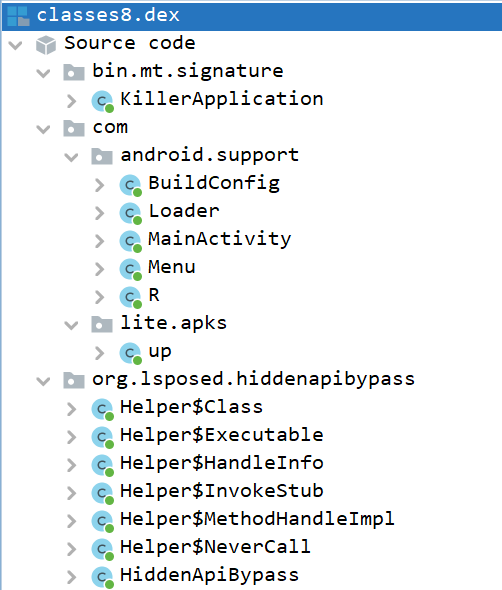 classes8.dex
Source code
bin.mt.signature
KillerApplication
com
android.support
BuildConfig
Loader
MainActivity
Menu
R
lite.apks
up
org.lsposed.hiddenapibypass
Helper$Class
Helper$Executable
Helper$HandleInfo
Helper$InvokeStub
Helper$MethodHandleImpl
Helper$NeverCall
HiddenApiBypass